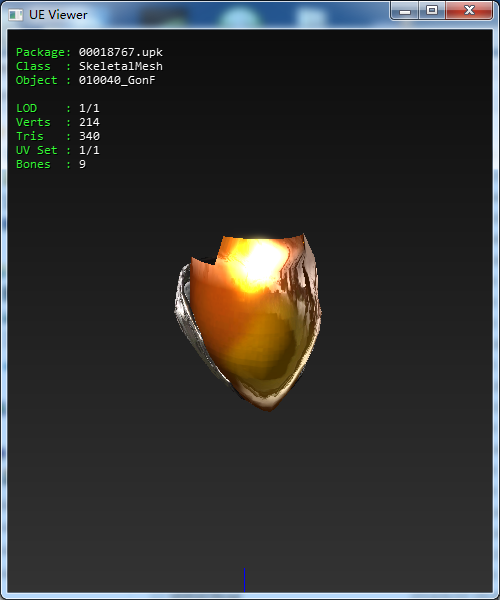 UE Viewer
Package: 00018767.upk
Class : SkeletalMesh
Object : 010040_GonF
LOD : 1/1
Verts : 214
Tris : 340
UV Set : 1/1
Bones : 9